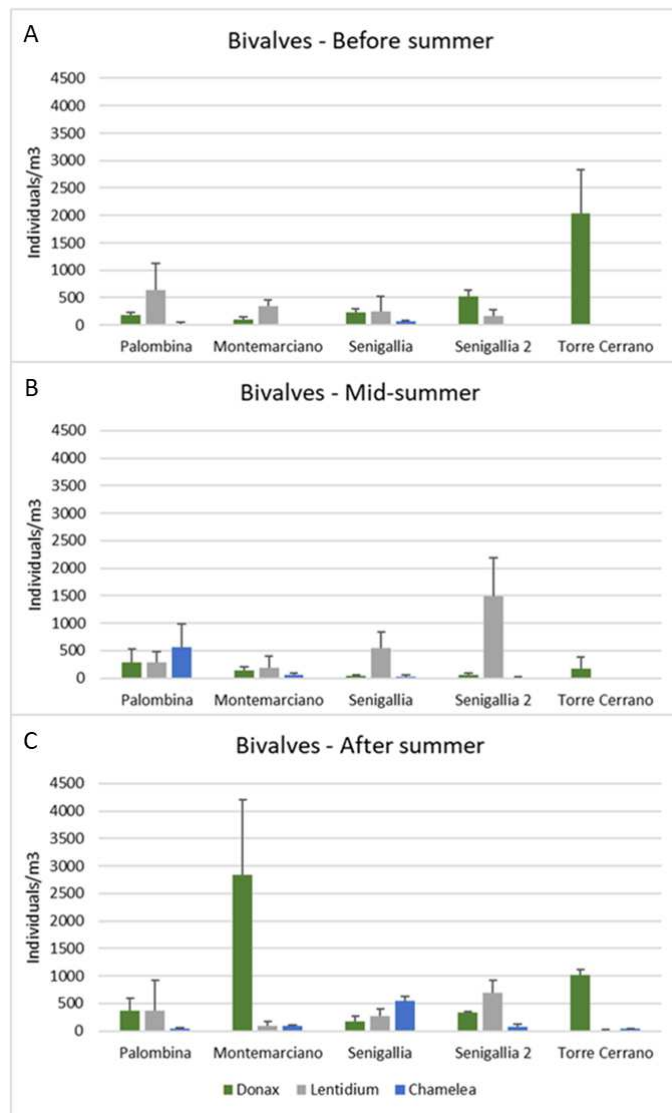 A
Bivalves - Before summer
Individuals/m3
4500
4000
3500
3000
2500
2000
1500
1000
500
0
Palombina Montemarciano Senigallia Senigallia 2 Torre Cerrano
B
Bivalves - Mid-summer
Individuals/m3
4500
4000
3500
3000
2500
2000
1500
1000
500
0
Palombina Montemarciano Senigallia Senigallia 2 Torre Cerrano
C
Bivalves - After summer
Individuals/m3
4500
4000
3500
3000
2500
2000
1500
1000
500
0
Palombina Montemarciano Senigallia Senigallia 2 Torre Cerrano
Donax Lentidium Chamelea